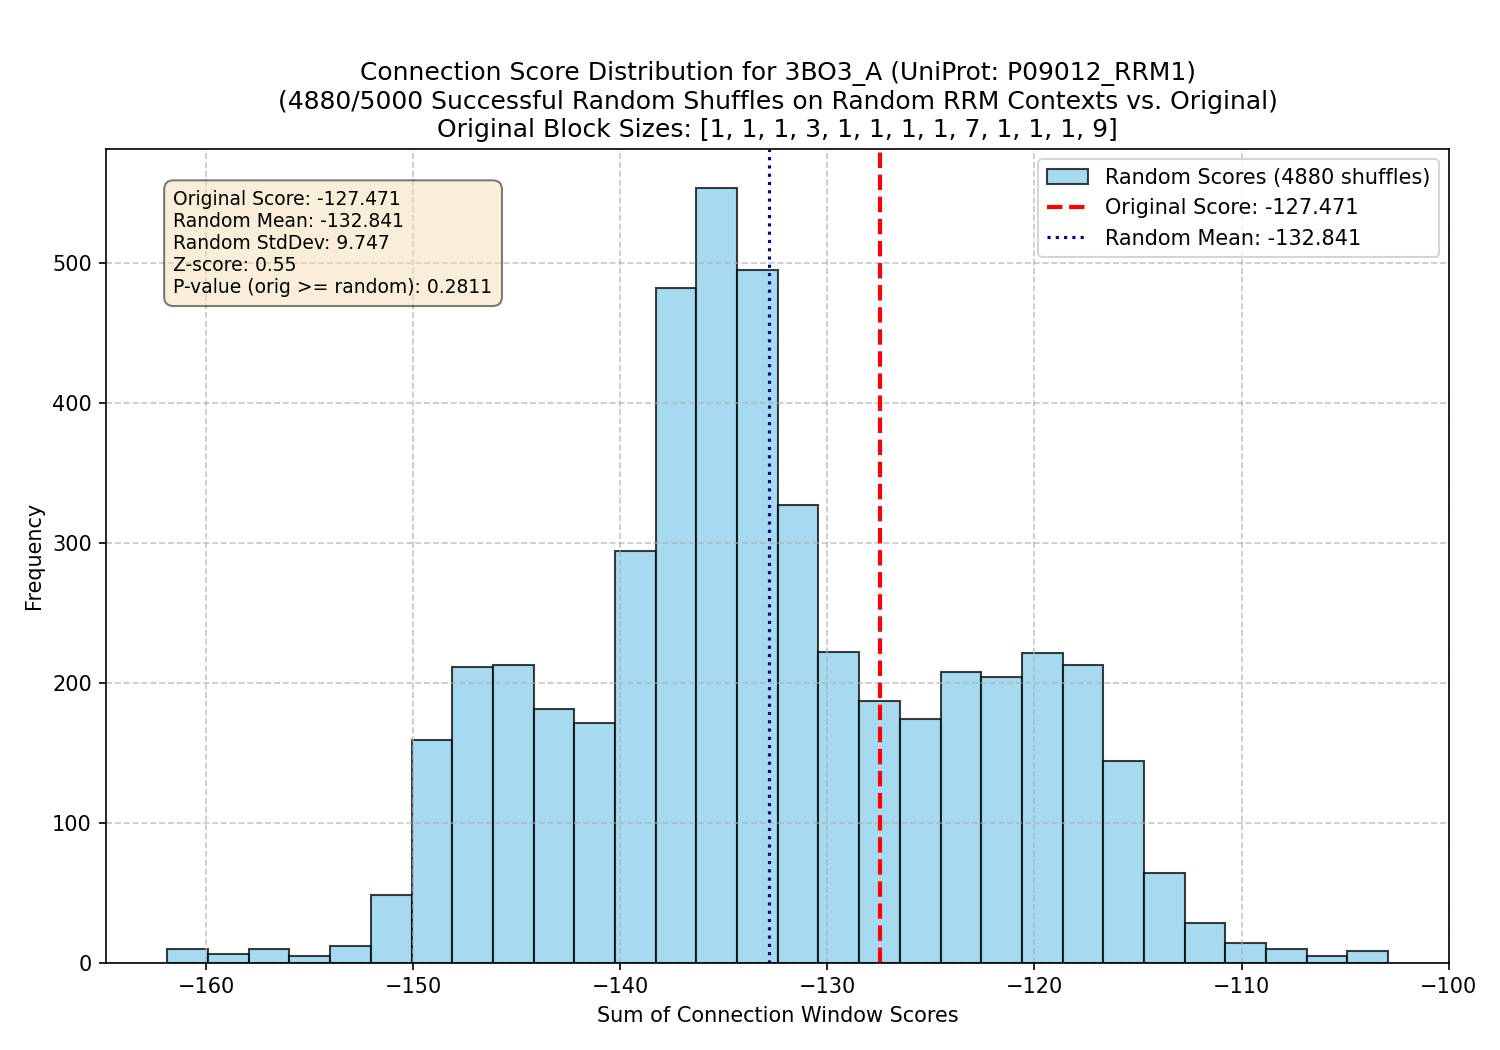 Connection Score Distribution for 3BO3_A (UniProt: P09012_RRM1)
(4880/5000 Successful Random Shuffles on Random RRM Contexts vs. Original)
Original Block Sizes: [1, 1, 1, 3, 1, 1, 1, 1, 7, 1, 1, 1, 9]
Original Score: -127.471
Random Mean: -132.841
Random StdDev: 9.747
Z-score: 0.55
P-value (orig >= random): 0.2811
Random Scores (4880 shuffles)
Original Score: -127.471
Random Mean: -132.841
Frequency
500
400
300
200
100
0
−160
−150
−140
−130
−120
−110
−100
Sum of Connection Window Scores